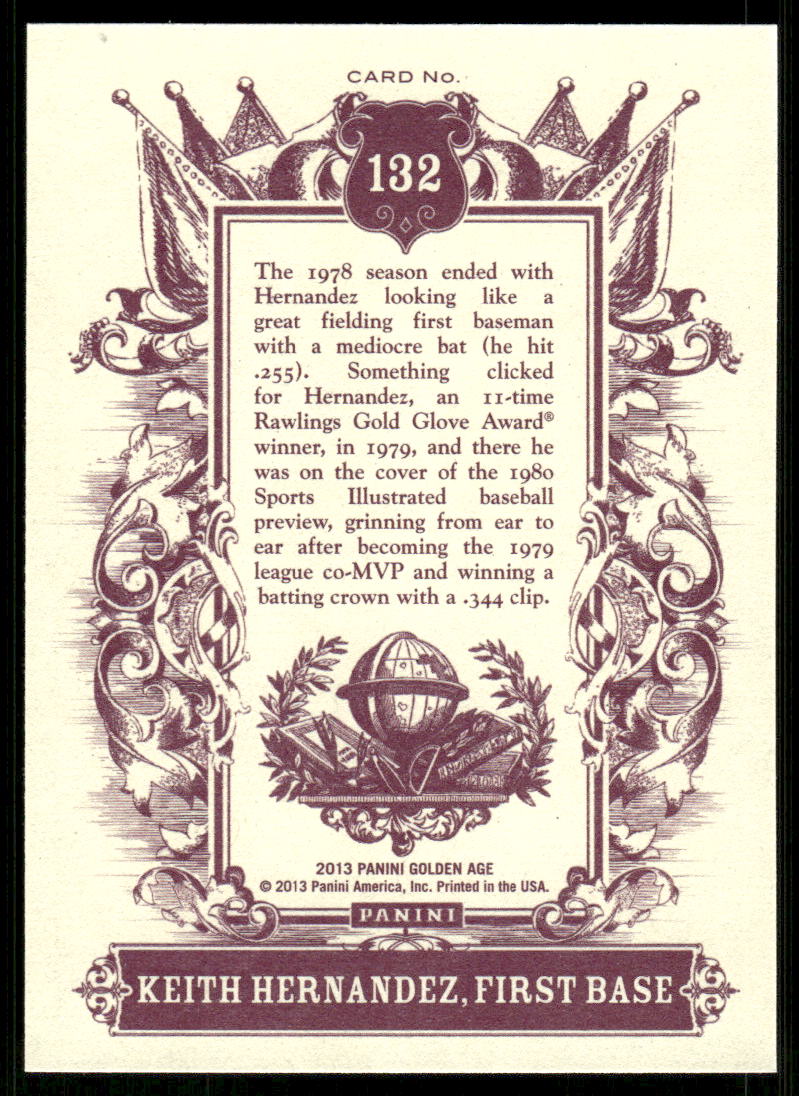 CARD No.
132
The 1978 season ended with
Hernandez looking like a
great fielding first baseman
with a mediocre bat (he hit
.255). Something clicked
for Hernandez, an 11-time
Rawlings Gold Glove Award®
winner, in 1979, and there he
was on the cover of the 1980
Sports Illustrated baseball
preview, grinning from ear to
ear after becoming the 1979
league co-MVP and winning a
batting crown with a .344 clip.
2013 PANINI GOLDEN AGE
© 2013 Panini America, Inc. Printed in the USA.
PANINI
KEITH HERNANDEZ, FIRST BASE